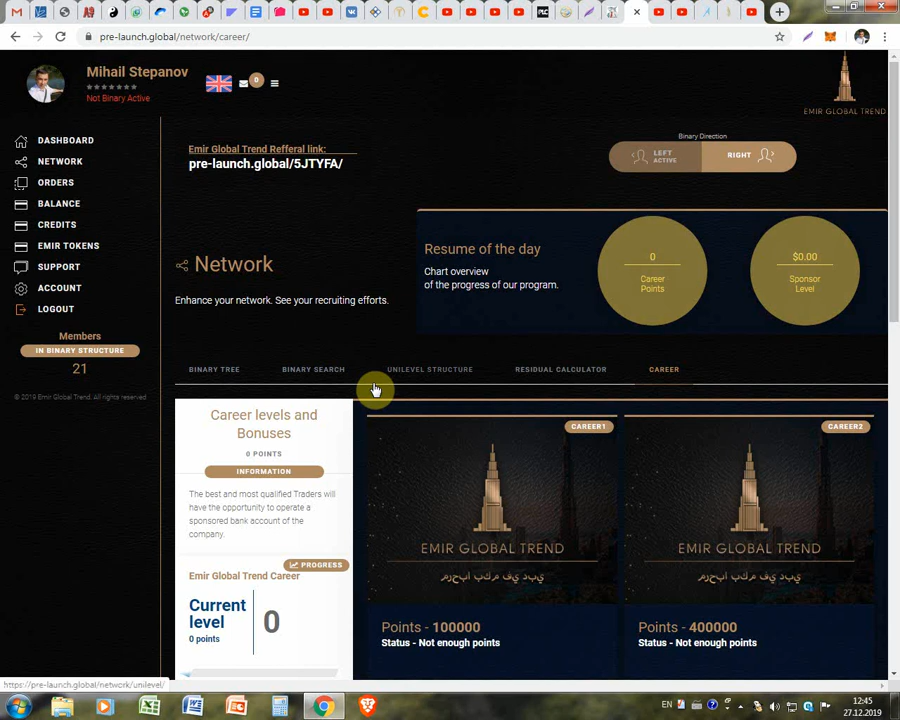 pre-launch.global/network/career/
Mihail Stepanov
Not Binary Active
0
EMIR GLOBAL TREND
DASHBOARD
NETWORK
ORDERS
BALANCE
CREDITS
EMIR TOKENS
SUPPORT
ACCOUNT
LOGOUT
Members
IN BINARY STRUCTURE
21
© 2019 Emir Global Trend. All rights reserved
Emir Global Trend Refferal link:
pre-launch.global/5JTYFA/
Binary Direction
LEFT
ACTIVE
RIGHT
Network
Enhance your network. See your recruiting efforts.
Resume of the day
Chart overview
of the progress of our program.
0
Career
Points
$0.00
Sponsor
Level
BINARY TREE
BINARY SEARCH
UNILEVEL STRUCTURE
RESIDUAL CALCULATOR
CAREER
Career levels and
Bonuses
0 POINTS
INFORMATION
The best and most qualified Traders will
have the opportunity to operate a
sponsored bank account of the
company.
PROGRESS
Emir Global Trend Career
Current
level
0 points
0
CAREER1
EMIR GLOBAL TREND
Points - 100000
Status - Not enough points
CAREER2
EMIR GLOBAL TREND
Points - 400000
Status - Not enough points
https://pre-launch.global/network/unilevel/
EN
12:45
27.12.2019